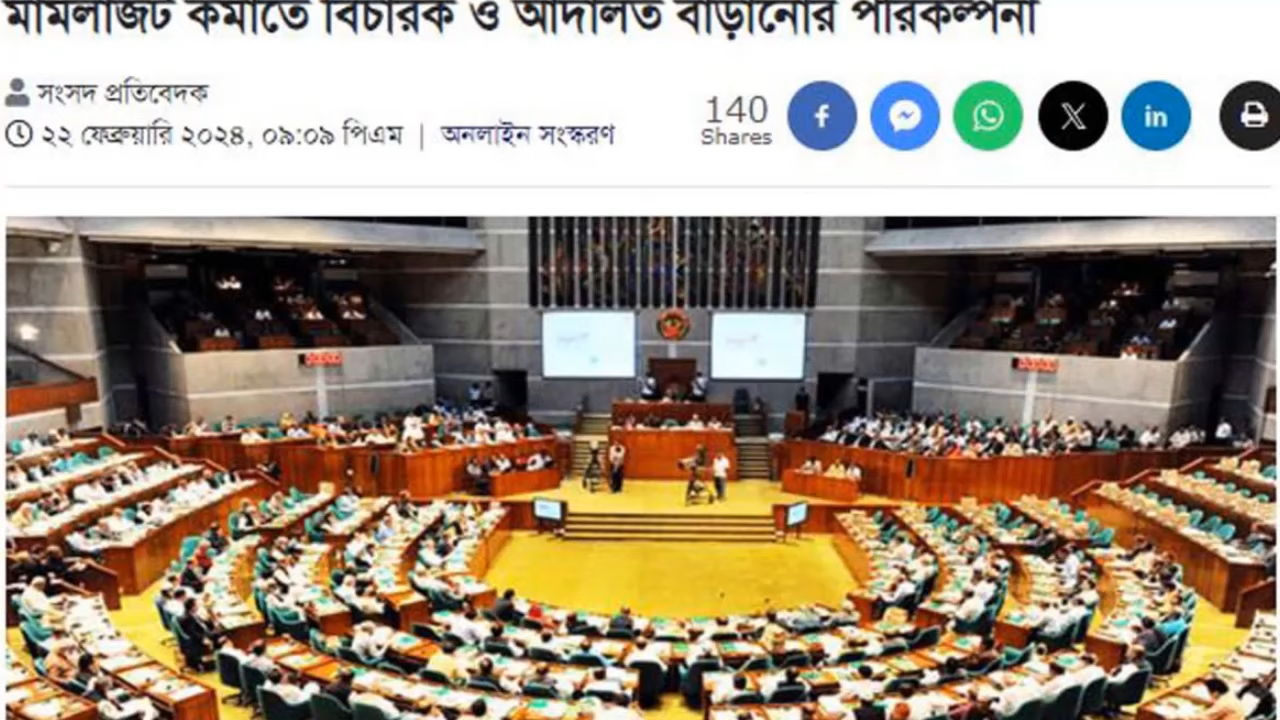 মামলাজট কমাতে বিচারক ও আদালত বাড়ানোর পরিকল্পনা
সংসদ প্রতিবেদক
২২ ফেব্রুয়ারি ২০২৪, ০৯:০৯ পিএম | অনলাইন সংস্করণ
140
Shares